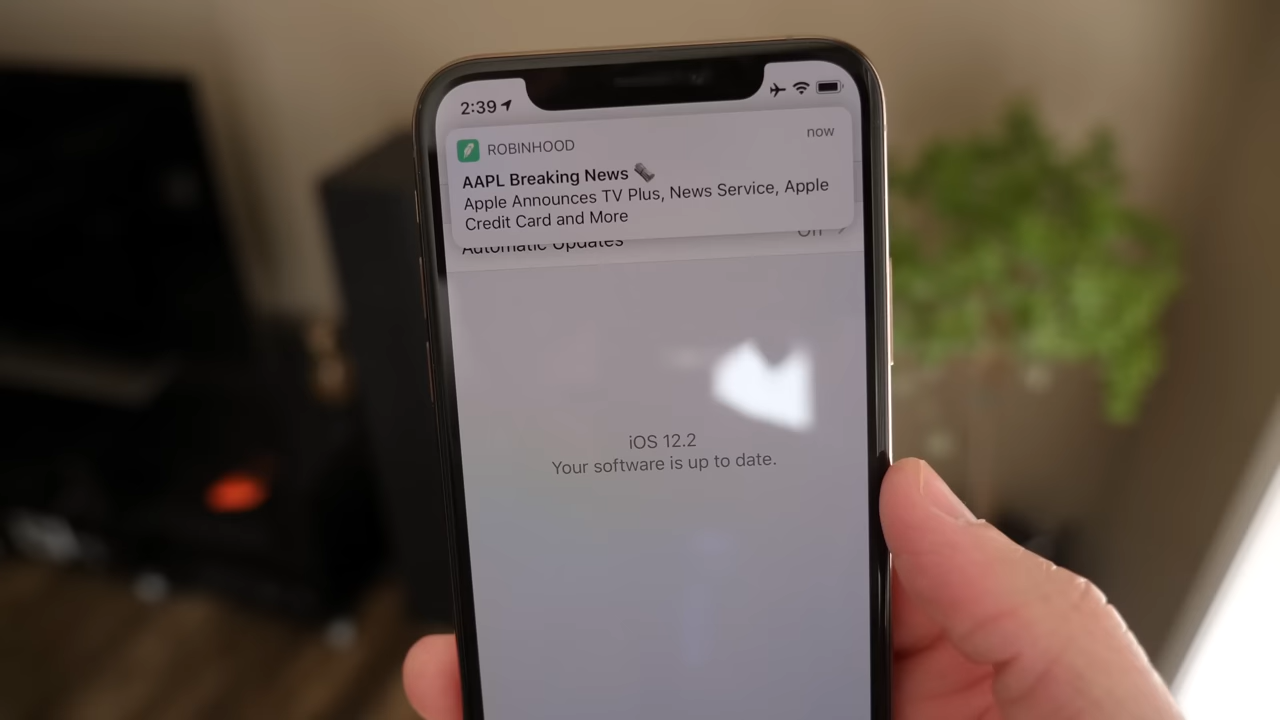 2:39
ROBINHOOD
now
AAPL Breaking News
Apple Announces TV Plus, News Service, Apple
Credit Card and More
Automatic Updates
Off
iOS 12.2
Your software is up to date.